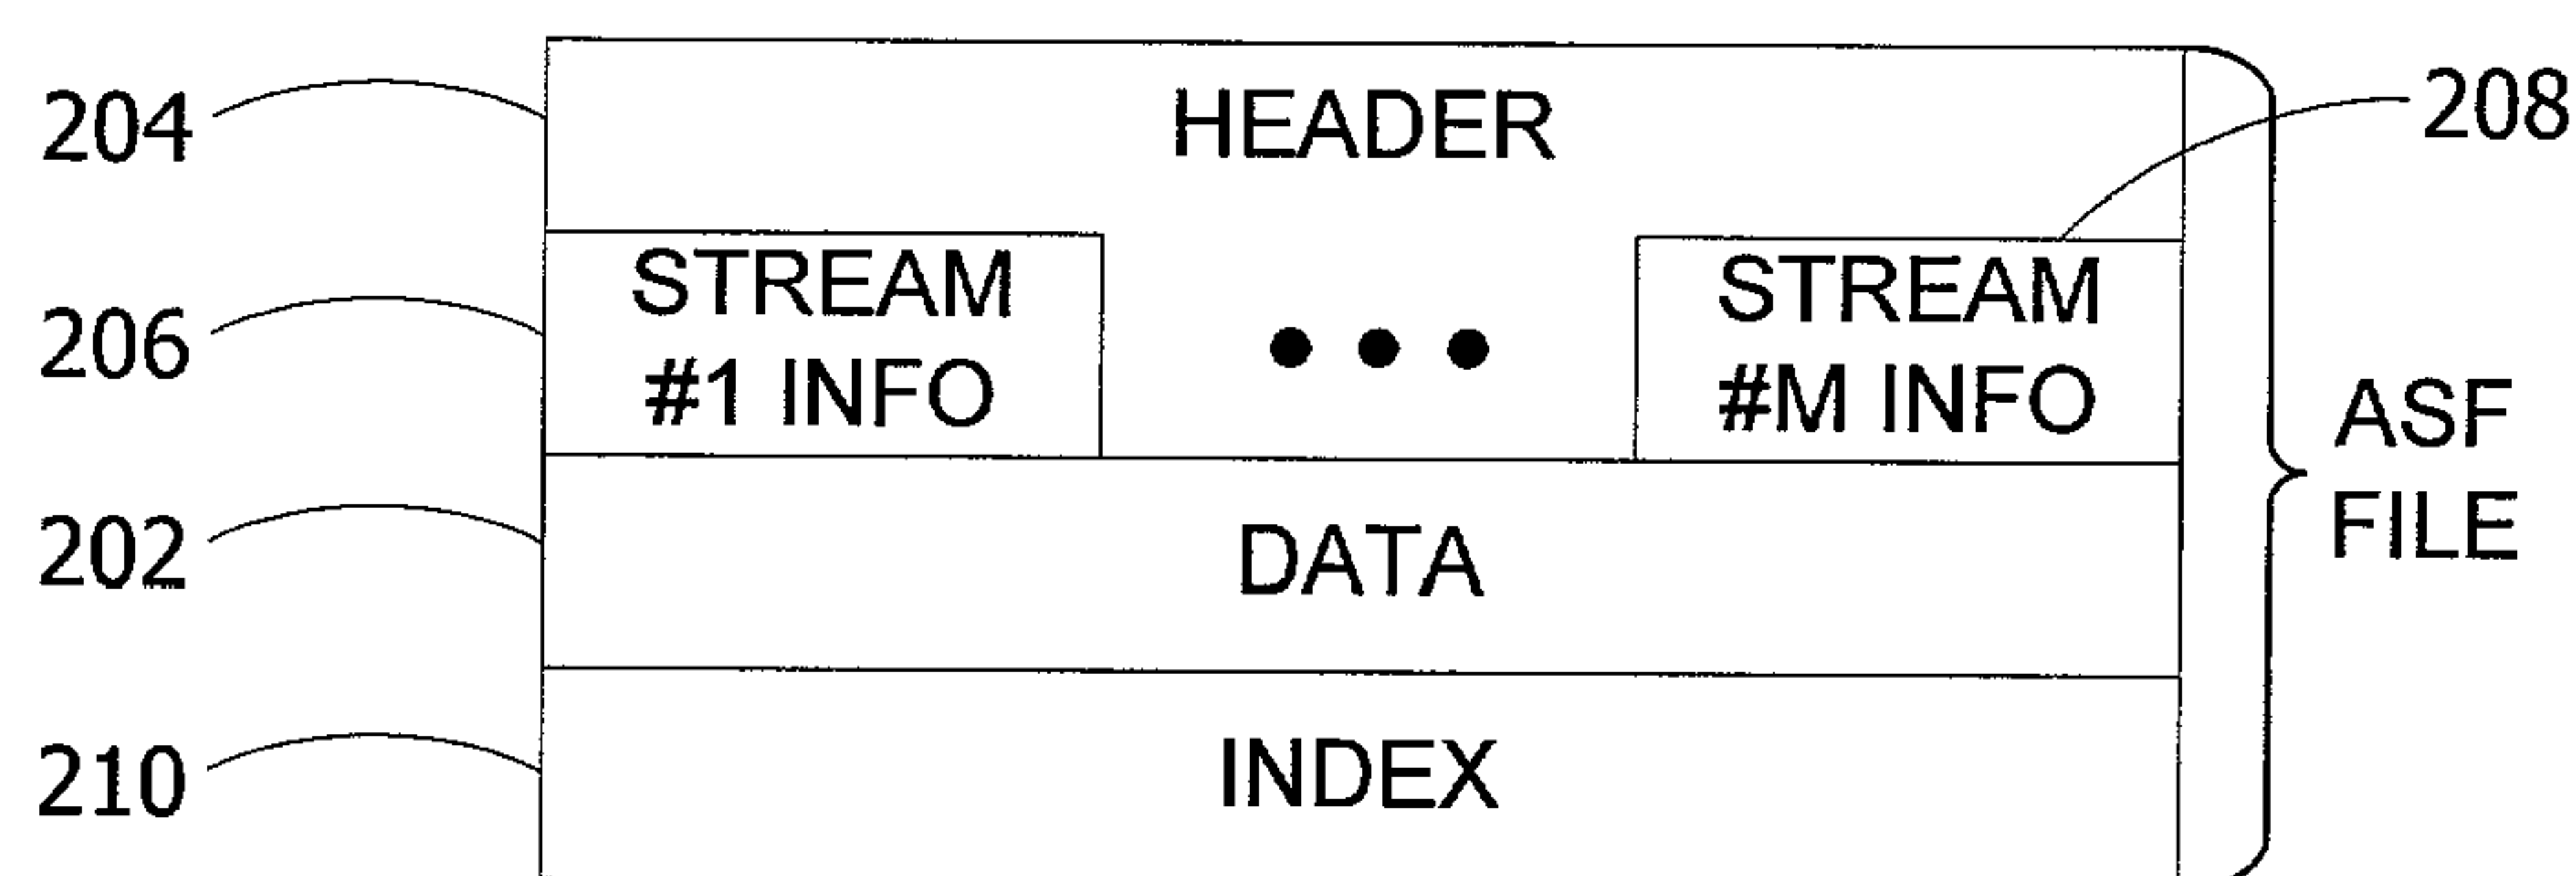 204
HEADER
208
206
STREAM
#1 INFO
● ● ●
STREAM
#M INFO
ASF
FILE
202
DATA
210
INDEX